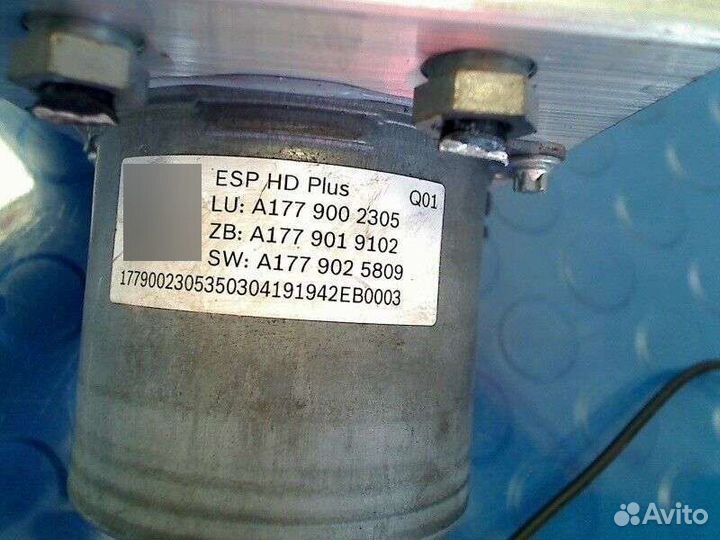 ESP HD Plus
Q01
LU: A177 900 2305
ZB: A177 901 9102
SW: A177 902 5809
1779002305350304191942EB0003
Avito